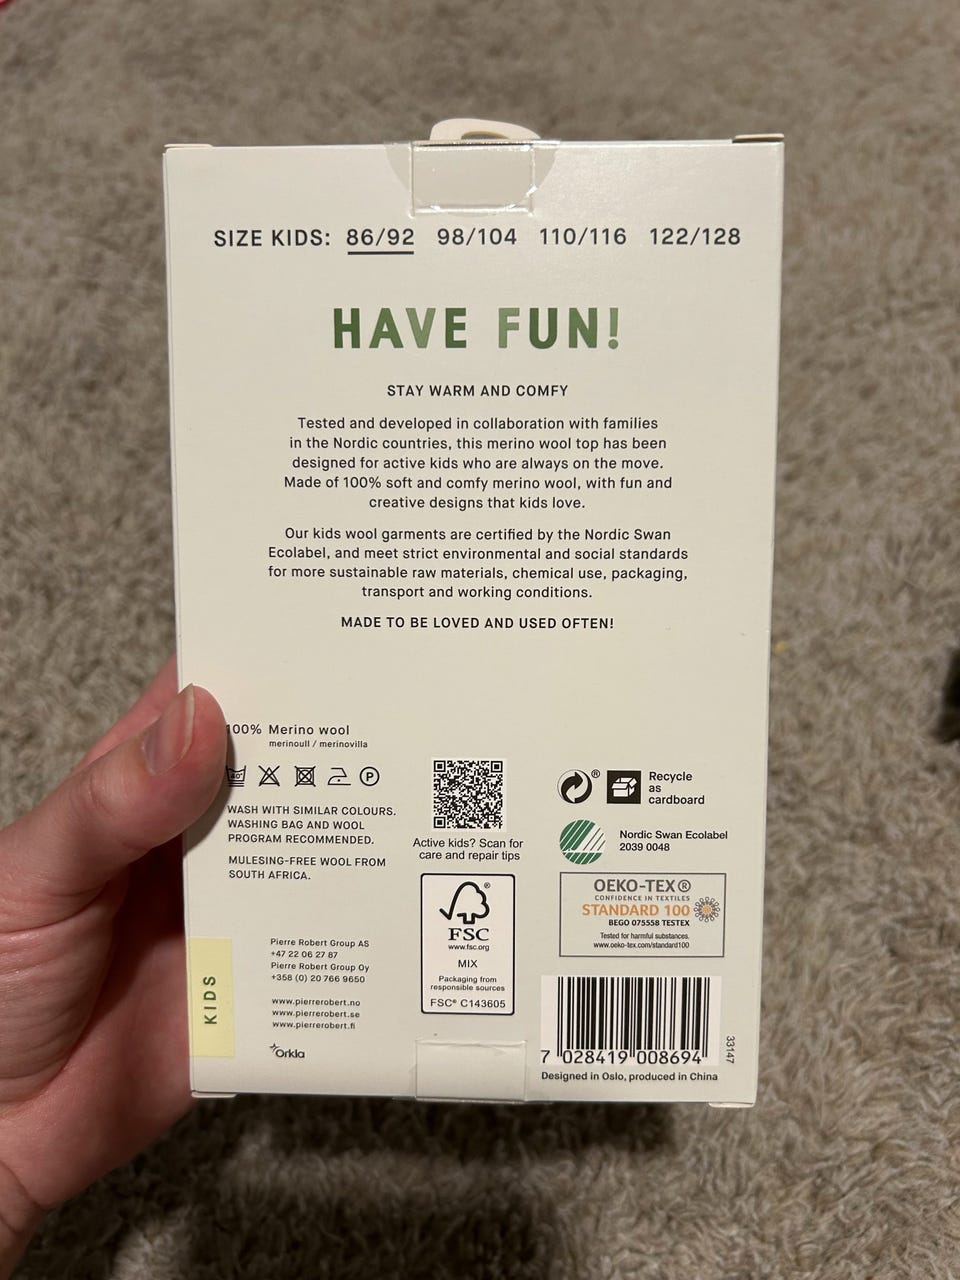 SIZE KIDS: 86/92 98/104 110/116 122/128
HAVE FUN!
STAY WARM AND COMFY
Tested and developed in collaboration with families
in the Nordic countries, this merino wool top has been
designed for active kids who are always on the move.
Made of 100% soft and comfy merino wool, with fun and
creative designs that kids love.
Our kids wool garments are certified by the Nordic Swan
Ecolabel, and meet strict environmental and social standards
for more sustainable raw materials, chemical use, packaging,
transport and working conditions.
MADE TO BE LOVED AND USED OFTEN!
100% Merino wool
merinoull / merinovilla
40°
P
WASH WITH SIMILAR COLOURS.
WASHING BAG AND WOOL
PROGRAM RECOMMENDED.
MULESING-FREE WOOL FROM
SOUTH AFRICA.
Pierre Robert Group AS
+47 22 06 27 87
Pierre Robert Group Oy
+358 (0) 20 766 9650
www.pierrerobert.no
www.pierrerobert.se
www.pierrerobert.fi
Orkla
KIDS
Active kids? Scan for
care and repair tips
®
FSC
www.fsc.org
MIX
Packaging from
responsible sources
FSC® C143605
®
Recycle
as
cardboard
Nordic Swan Ecolabel
2039 0048
OEKO-TEX®
CONFIDENCE IN TEXTILES
STANDARD 100
BEGO 075558 TESTEX
Tested for harmful substances.
www.oeko-tex.com/standard100
7 028419 008694
33147
Designed in Oslo, produced in China